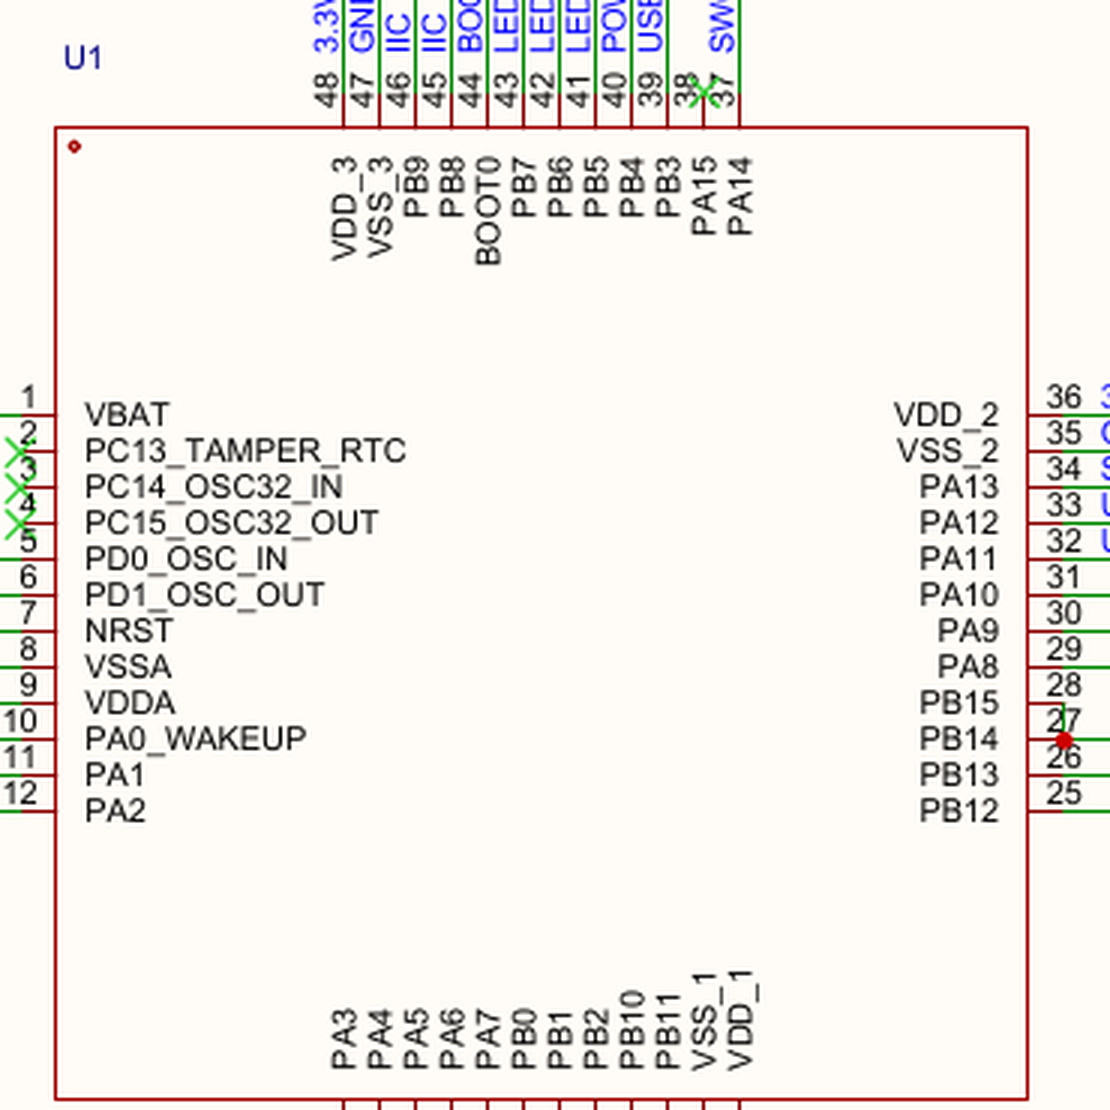 U1
3.3V
GND
IIC
IIC
LED
LED
LED
USB
SW
48
47
46
45
44
43
42
41
40
39
38
37
VDD_3
VSS_3
PB9
PB8
BOOT0
PB7
PB6
PB5
PB4
PB3
PA15
PA14
1 VBAT
2 PC13_TAMPER_RTC
3 PC14_OSC32_IN
4 PC15_OSC32_OUT
5 PD0_OSC_IN
6 PD1_OSC_OUT
7 NRST
8 VSSA
9 VDDA
10 PA0_WAKEUP
11 PA1
12 PA2
VDD_2 36
VSS_2 35
PA13 34
PA12 33
PA11 32
PA10 31
PA9 30
PA8 29
PB15 28
PB14 27
PB13 26
PB12 25
PA3
PA4
PA5
PA6
PA7
PB0
PB1
PB2
PB10
PB11
VSS_1
VDD_1